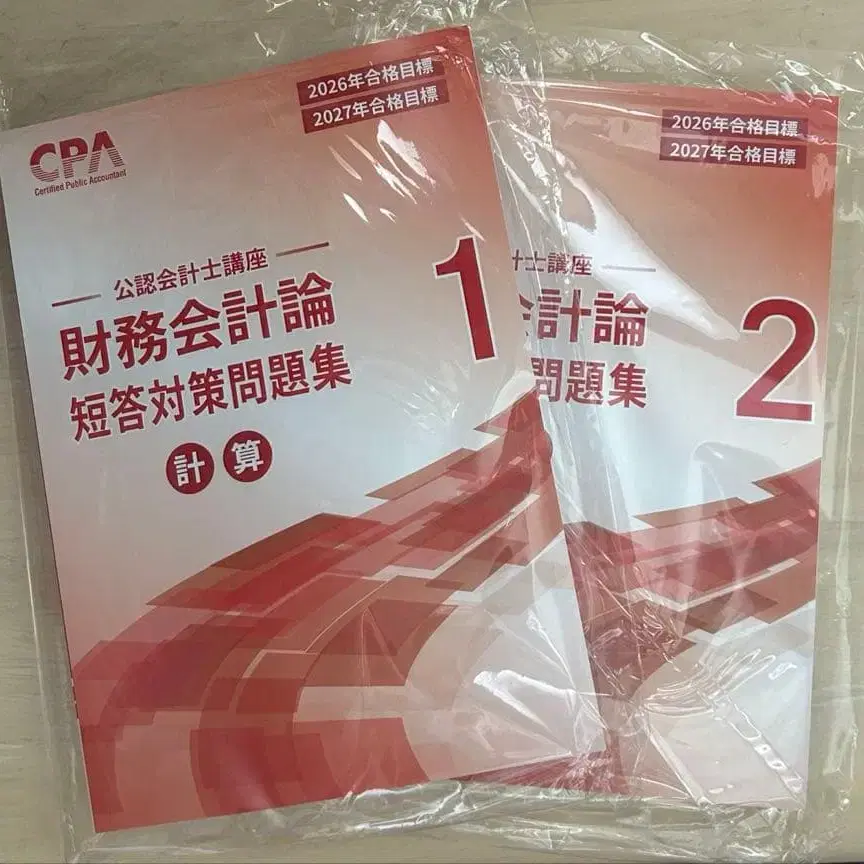 2026年合格目標
2027年合格目標
CPA
Certified Public Accountant
公認会計士講座
財務会計論
1
短答対策問題集
計算
2026年合格目標
2027年合格目標
士講座
計論
2
問題集